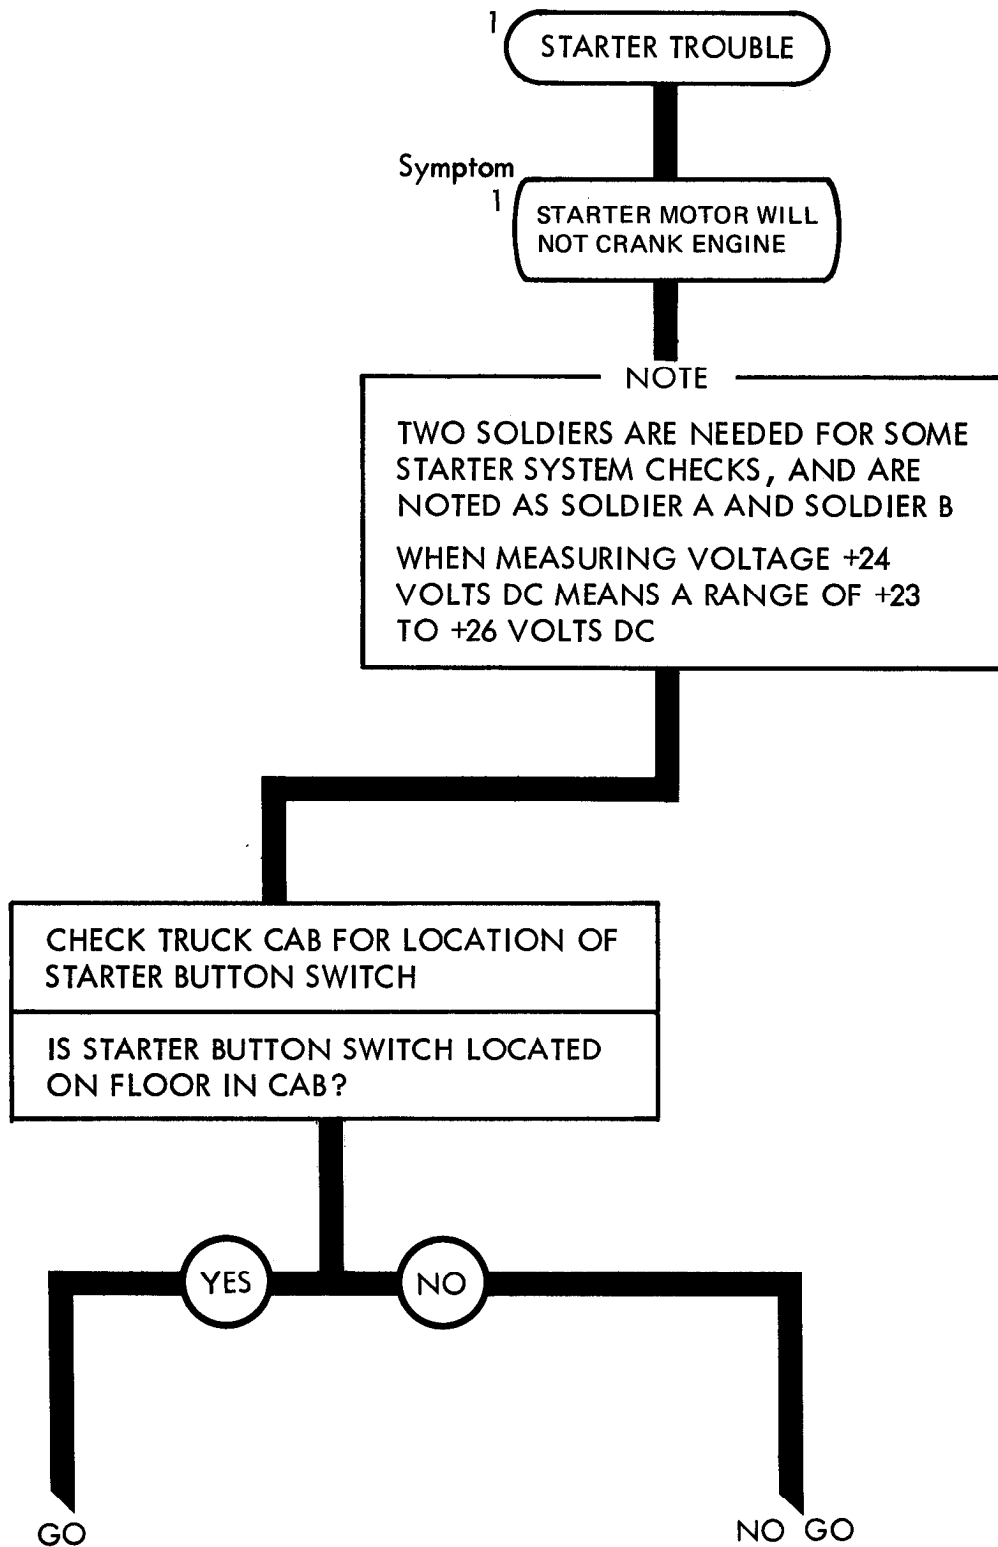 1
STARTER TROUBLE
Symptom
1
STARTER MOTOR WILL
NOT CRANK ENGINE
NOTE
TWO SOLDIERS ARE NEEDED FOR SOME
STARTER SYSTEM CHECKS, AND ARE
NOTED AS SOLDIER A AND SOLDIER B
WHEN MEASURING VOLTAGE +24
VOLTS DC MEANS A RANGE OF +23
TO +26 VOLTS DC
CHECK TRUCK CAB FOR LOCATION OF
STARTER BUTTON SWITCH
IS STARTER BUTTON SWITCH LOCATED
ON FLOOR IN CAB?
YES
NO
GO
NO GO